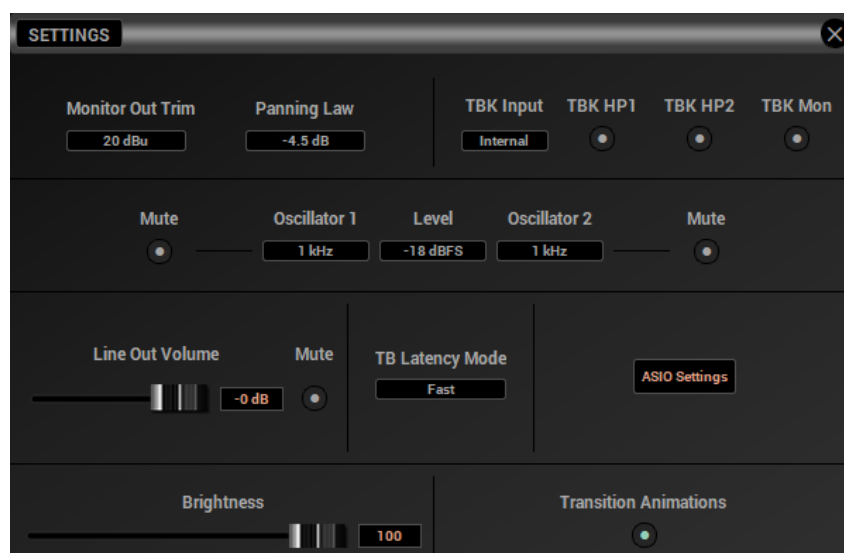 SETTINGS
Monitor Out Trim Panning Law TBK Input TBK HP1 TBK HP2 TBK Mon
20 dBu -4.5 dB Internal
Mute Oscillator 1 Level Oscillator 2 Mute
1 kHz -18 dBFS 1 kHz
Line Out Volume Mute TB Latency Mode
-0 dB Fast ASIO Settings
Brightness Transition Animations
100